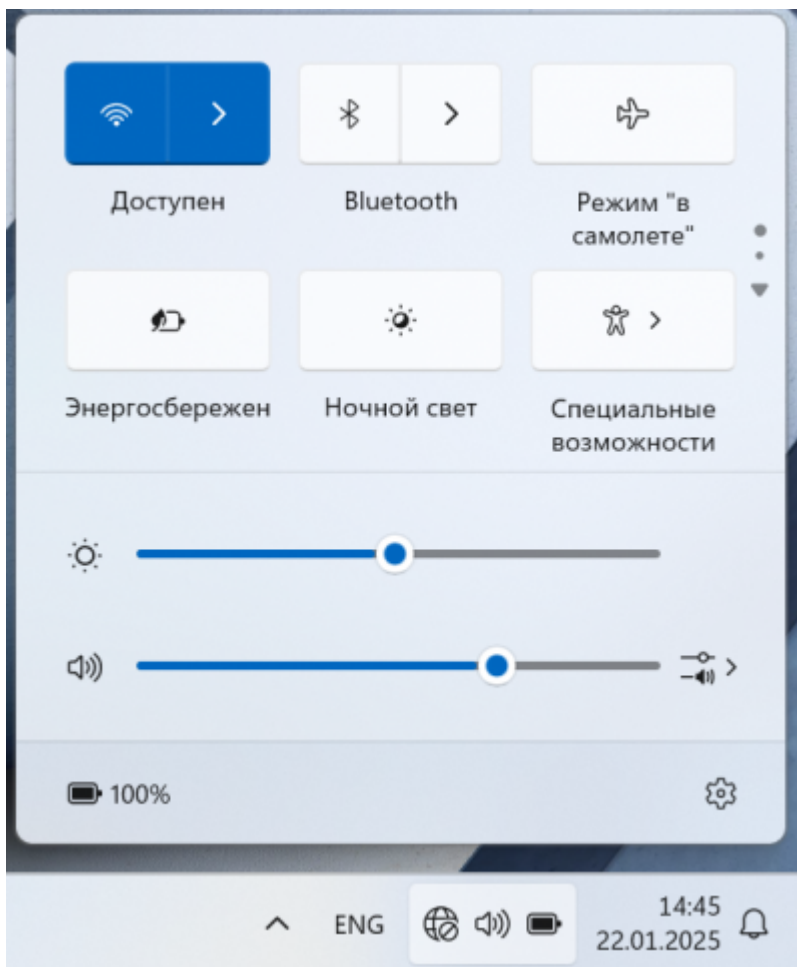 Доступен
Bluetooth
Режим "в
самолете"
Энергосбережен
Ночной свет
Специальные
возможности
100%
ENG
14:45
22.01.2025